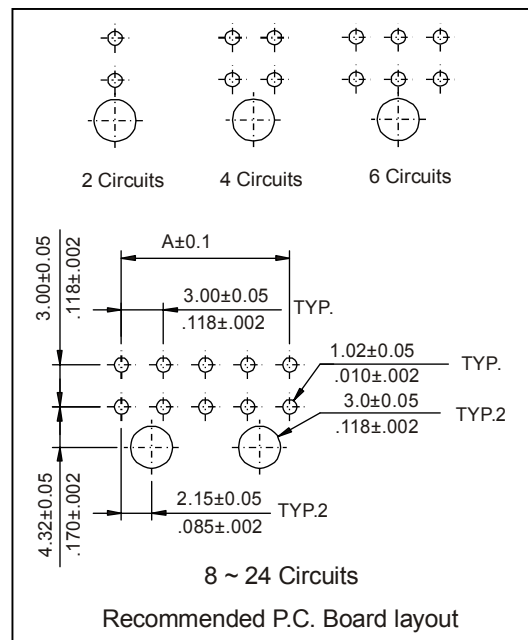 2 Circuits
4 Circuits
6 Circuits
A±0.1
3.00±0.05
.118±.002
3.00±0.05
.118±.002
TYP.
1.02±0.05
.010±.002
TYP.
3.0±0.05
.118±.002
TYP.2
4.32±0.05
.170±.002
2.15±0.05
.085±.002
TYP.2
8 ~ 24 Circuits
Recommended P.C. Board layout